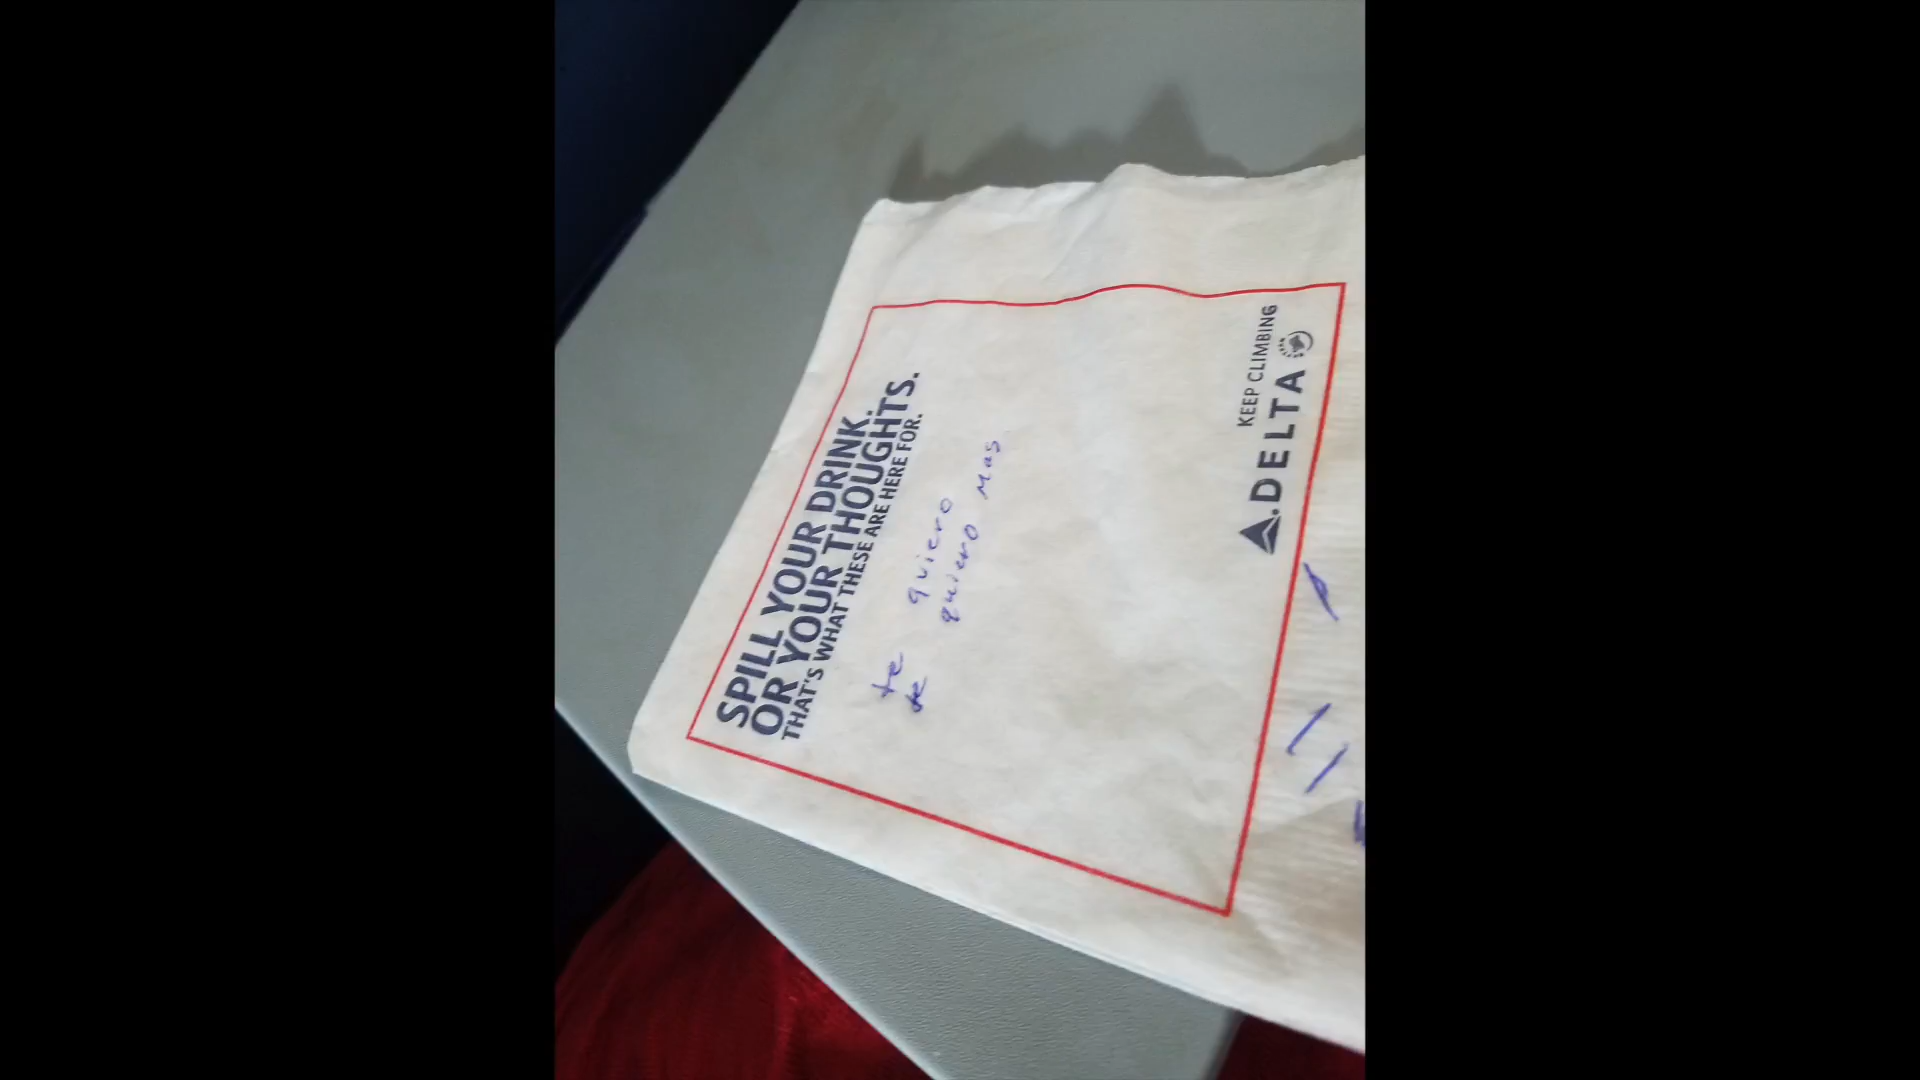 SPILL YOUR DRINK.
OR YOUR THOUGHTS.
THAT'S WHAT THESE ARE HERE FOR.
te quiero
te quiero mas
KEEP CLIMBING
DELTA